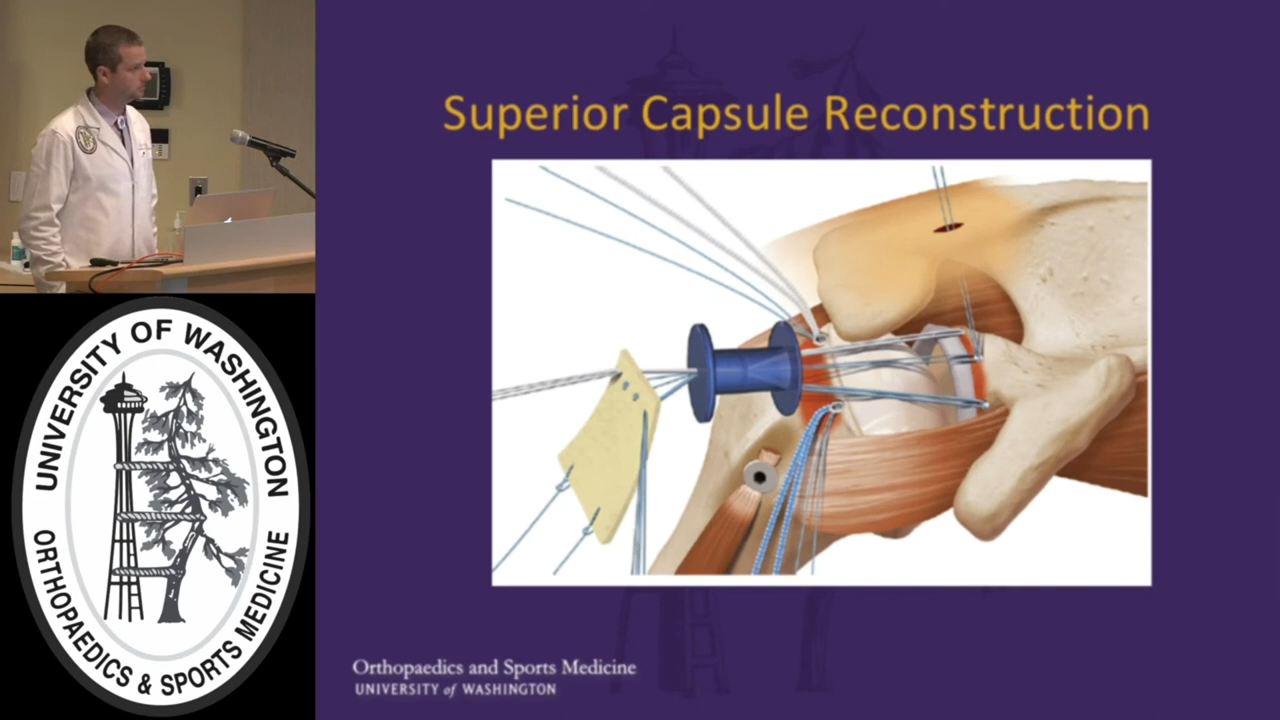 Superior Capsule Reconstruction
UNIVERSITY OF WASHINGTON
ORTHOPAEDICS & SPORTS MEDICINE
Orthopaedics and Sports Medicine
UNIVERSITY of WASHINGTON